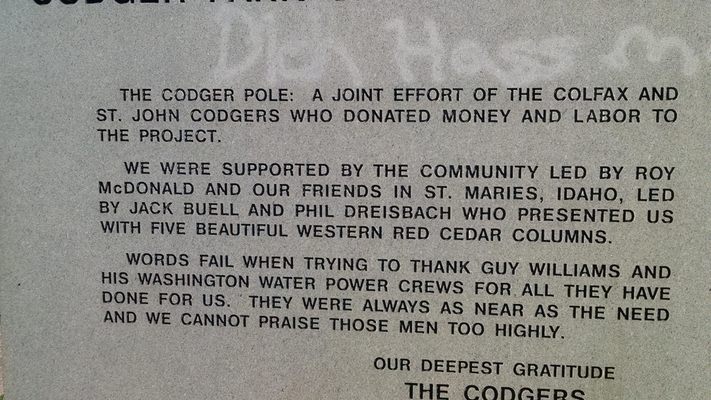 THE CODGER POLE: A JOINT EFFORT OF THE COLFAX AND
ST. JOHN CODGERS WHO DONATED MONEY AND LABOR TO
THE PROJECT.
WE WERE SUPPORTED BY THE COMMUNITY LED BY ROY
McDONALD AND OUR FRIENDS IN ST. MARIES, IDAHO, LED
BY JACK BUELL AND PHIL DREISBACH WHO PRESENTED US
WITH FIVE BEAUTIFUL WESTERN RED CEDAR COLUMNS.
WORDS FAIL WHEN TRYING TO THANK GUY WILLIAMS AND
HIS WASHINGTON WATER POWER CREWS FOR ALL THEY HAVE
DONE FOR US. THEY WERE ALWAYS AS NEAR AS THE NEED
AND WE CANNOT PRAISE THOSE MEN TOO HIGHLY.
OUR DEEPEST GRATITUDE
THE CODGERS